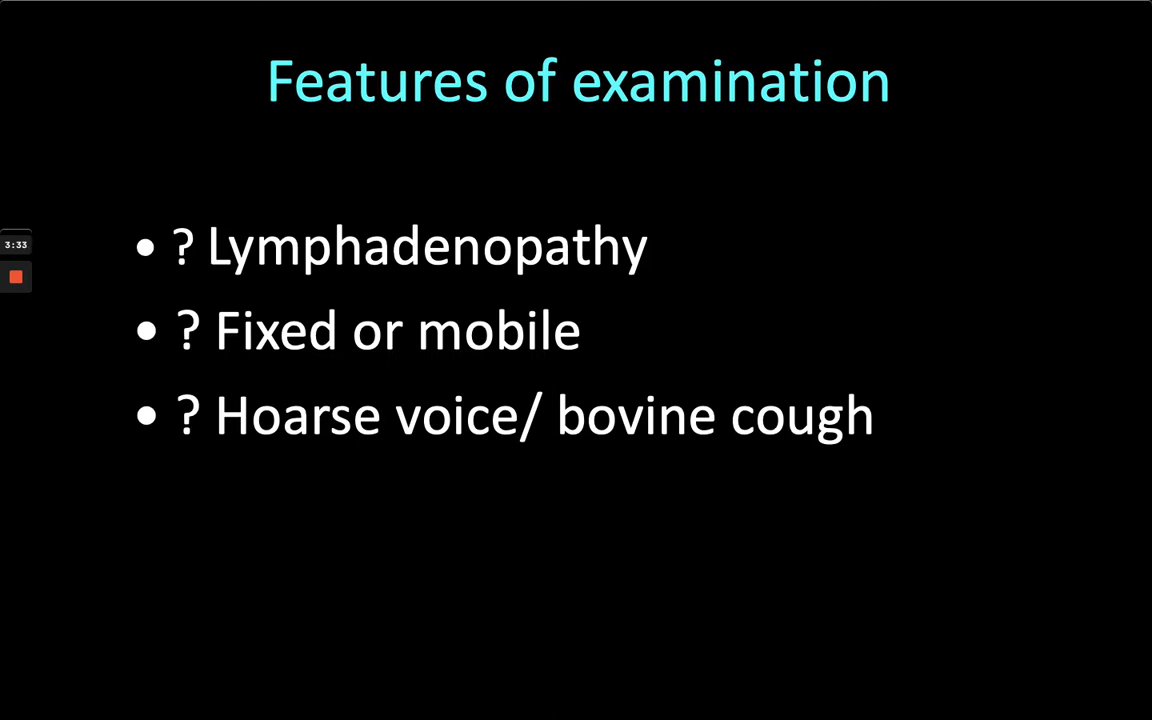 Features of examination
• ? Lymphadenopathy
• ? Fixed or mobile
• ? Hoarse voice/ bovine cough
3:33